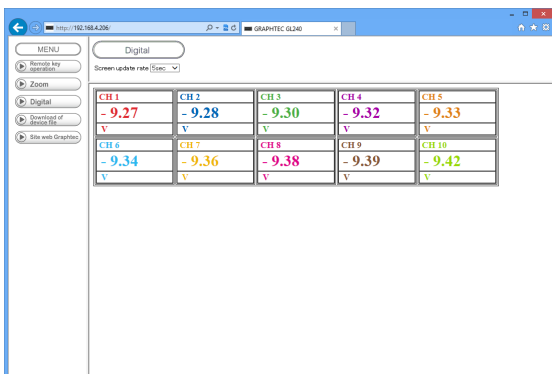 http://192.168.4.206/
GRAPHTEC GL240
MENU
Remote key operation
Zoom
Digital
Download of device file
Site web Graphtec
Digital
Screen update rate 5sec
CH 1 CH 2 CH 3 CH 4 CH 5
- 9.27 - 9.28 - 9.30 - 9.32 - 9.33
V V V V V
CH 6 CH 7 CH 8 CH 9 CH 10
- 9.34 - 9.36 - 9.38 - 9.39 - 9.42
V V V V V